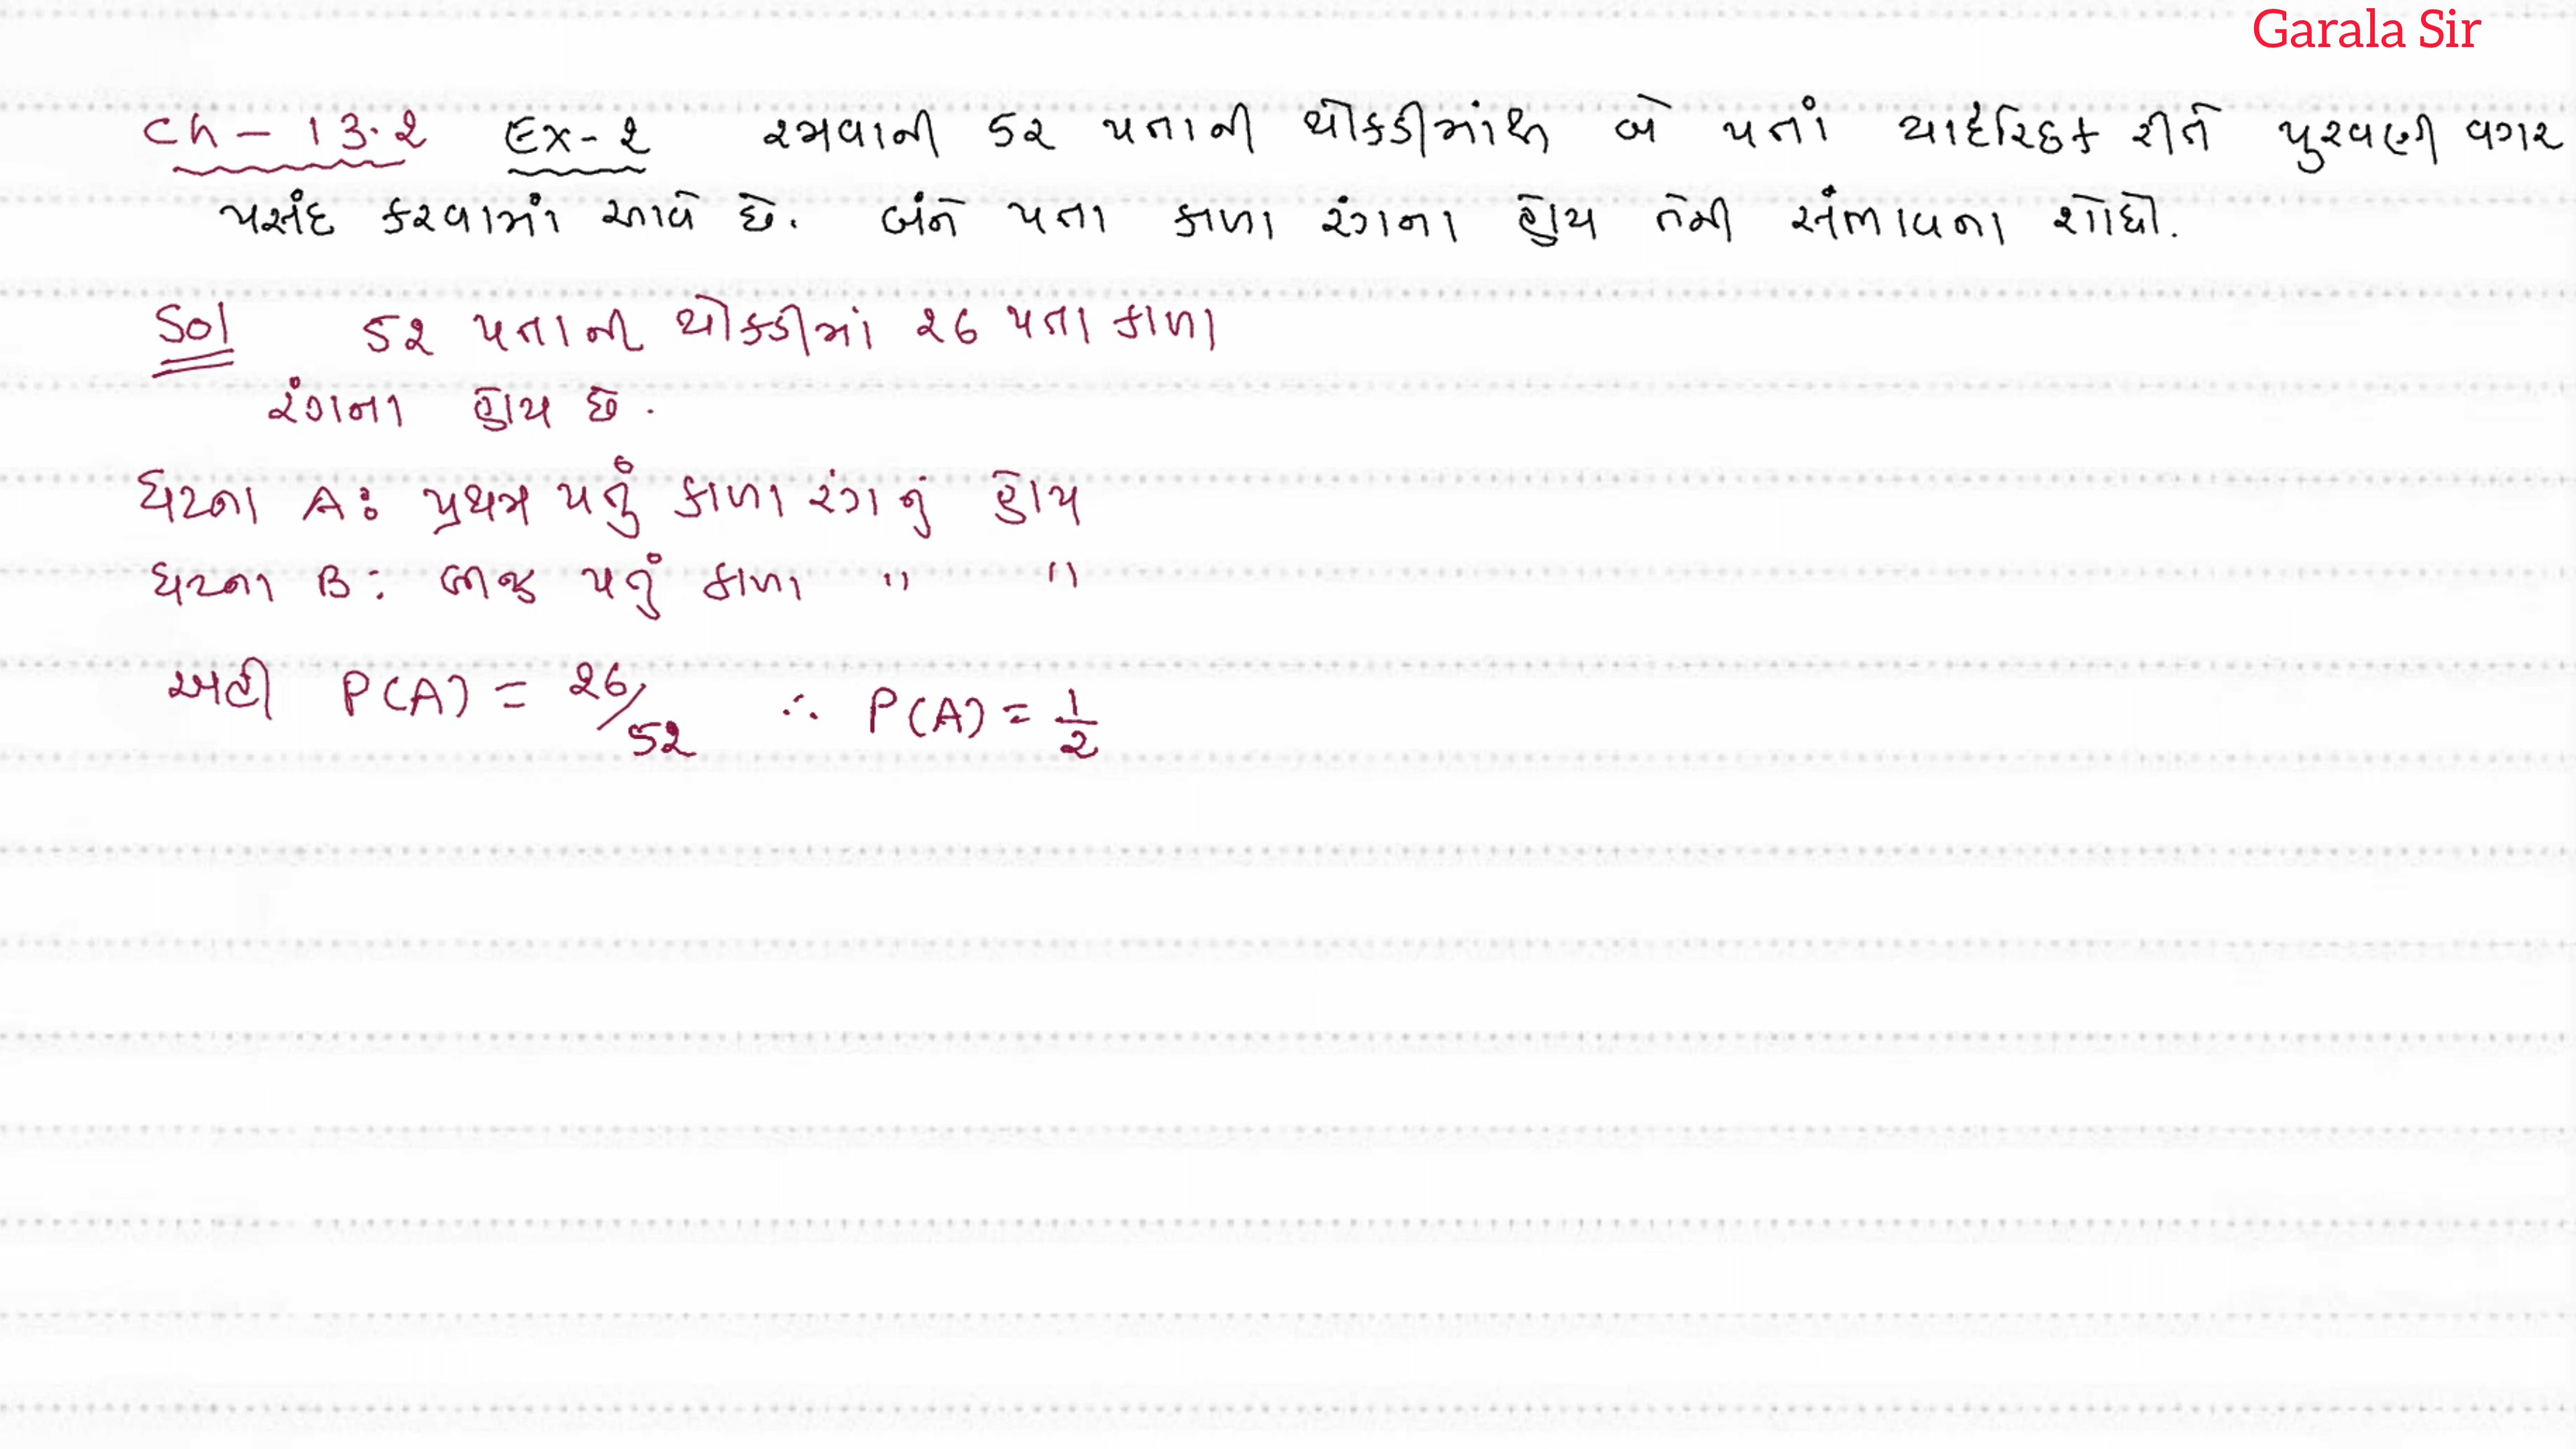 Garala Sir
Ch - 13.2 Ex-2 રમવાની 52 પતાની થોકડીમાંથી બે પતાં યાદૈચ્છિક રીતે પુરવણી વગર
પસંદ કરવામાં આવે છે. બંને પતા કાળા રંગના હોય તેની સંભાવના શોધો.
Sol 52 પતાની થોકડીમાં 26 પતા કાળા
રંગના હોય છે.
ઘટના A: પ્રથમ પતું કાળા રંગનું હોય
ઘટના B: બીજુ પતું કાળા " "
અહી P(A) = 26/52 ∴ P(A) = 1/2